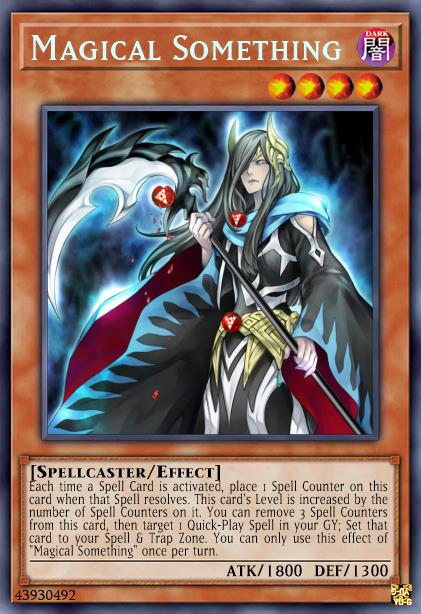 Magical Something
DARK
闇
[Spellcaster/Effect]
Each time a Spell Card is activated, place 1 Spell Counter on this
card when that Spell resolves. This card's Level is increased by the
number of Spell Counters on it. You can remove 3 Spell Counters
from this card, then target 1 Quick-Play Spell in your GY; Set that
card to your Spell & Trap Zone. You can only use this effect of
"Magical Something" once per turn.
ATK/1800 DEF/1300
43930492